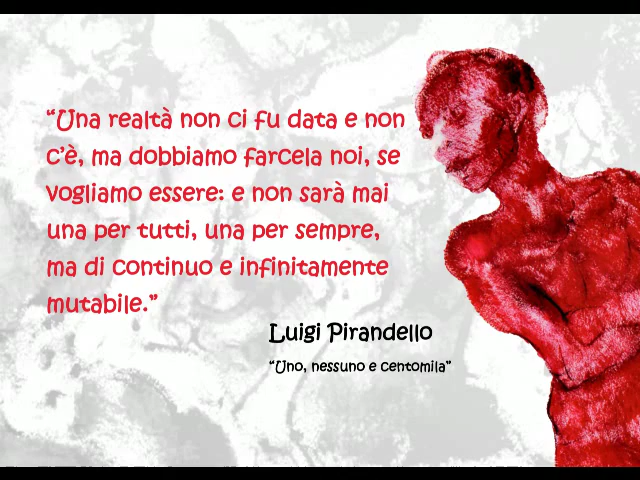 “Una realtà non ci fu data e non
c’è, ma dobbiamo farcela noi, se
vogliamo essere: e non sarà mai
una per tutti, una per sempre,
ma di continuo e infinitamente
mutabile.”
Luigi Pirandello
“Uno, nessuno e centomila”